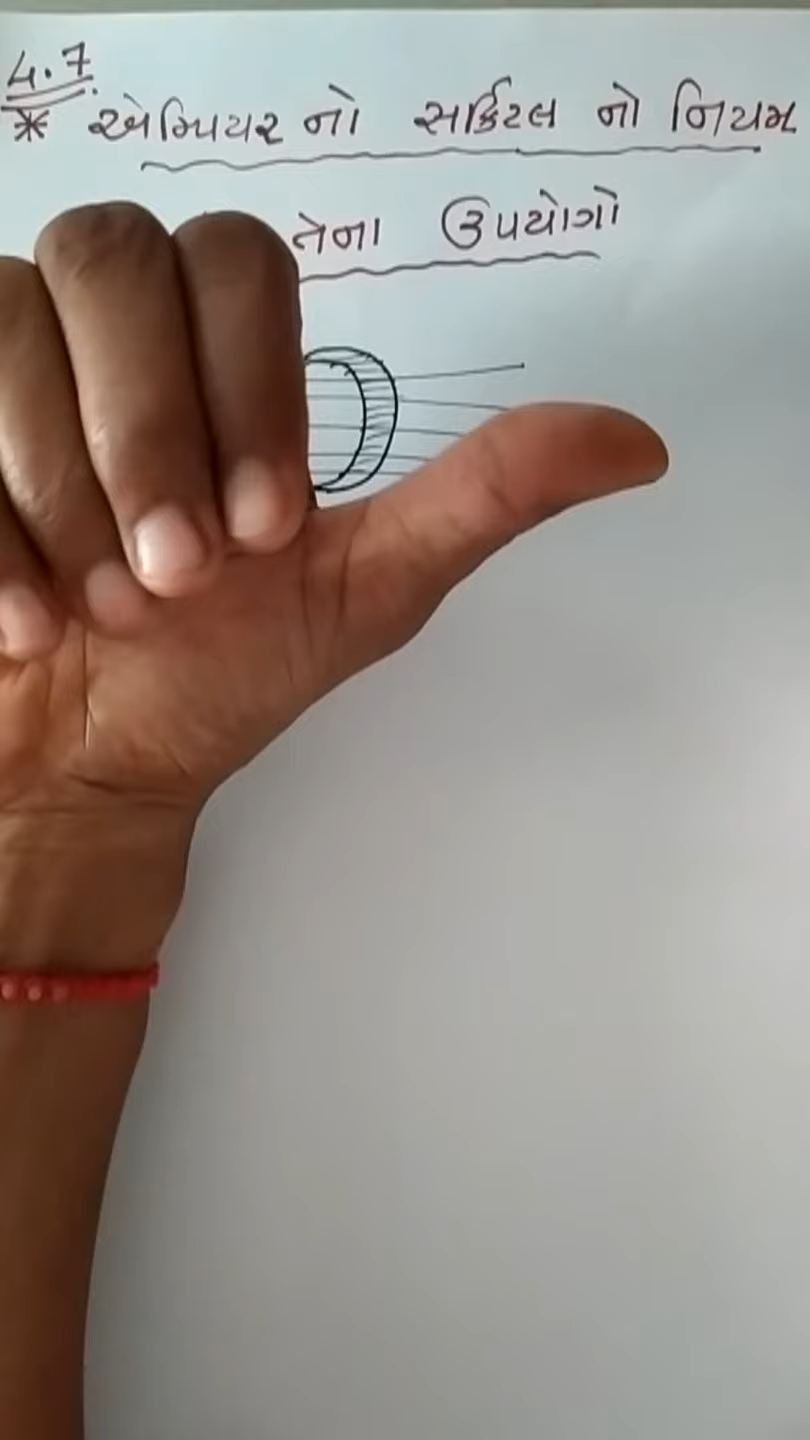 4.7
* એમ્પિયર નો સર્કિટલ નો નિયમ
તેના ઉપયોગો